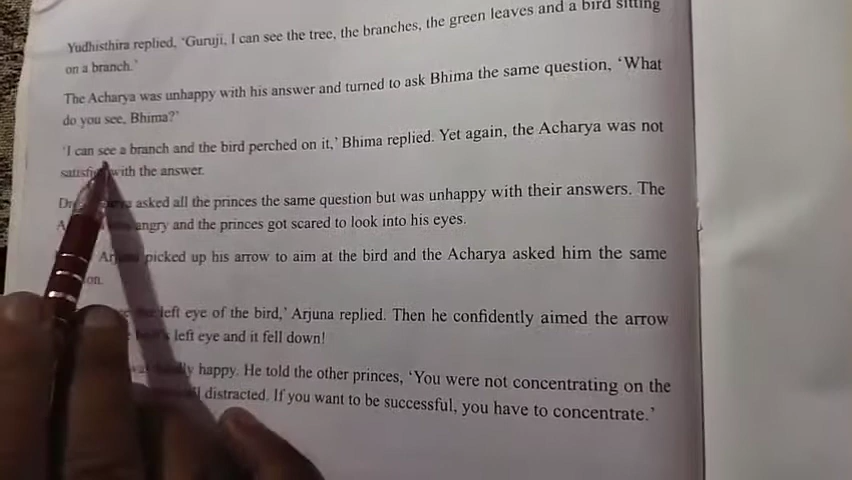 Yudhisthira replied, ‘Guruji, I can see the tree, the branches, the green leaves and a bird sitting
on a branch.’
The Acharya was unhappy with his answer and turned to ask Bhima the same question, ‘What
do you see, Bhima?’
‘I can see a branch and the bird perched on it,’ Bhima replied. Yet again, the Acharya was not
with the answer.
asked all the princes the same question but was unhappy with their answers. The
angry and the princes got scared to look into his eyes.
picked up his arrow to aim at the bird and the Acharya asked him the same
left eye of the bird,’ Arjuna replied. Then he confidently aimed the arrow
left eye and it fell down!
happy. He told the other princes, ‘You were not concentrating on the
distracted. If you want to be successful, you have to concentrate.’